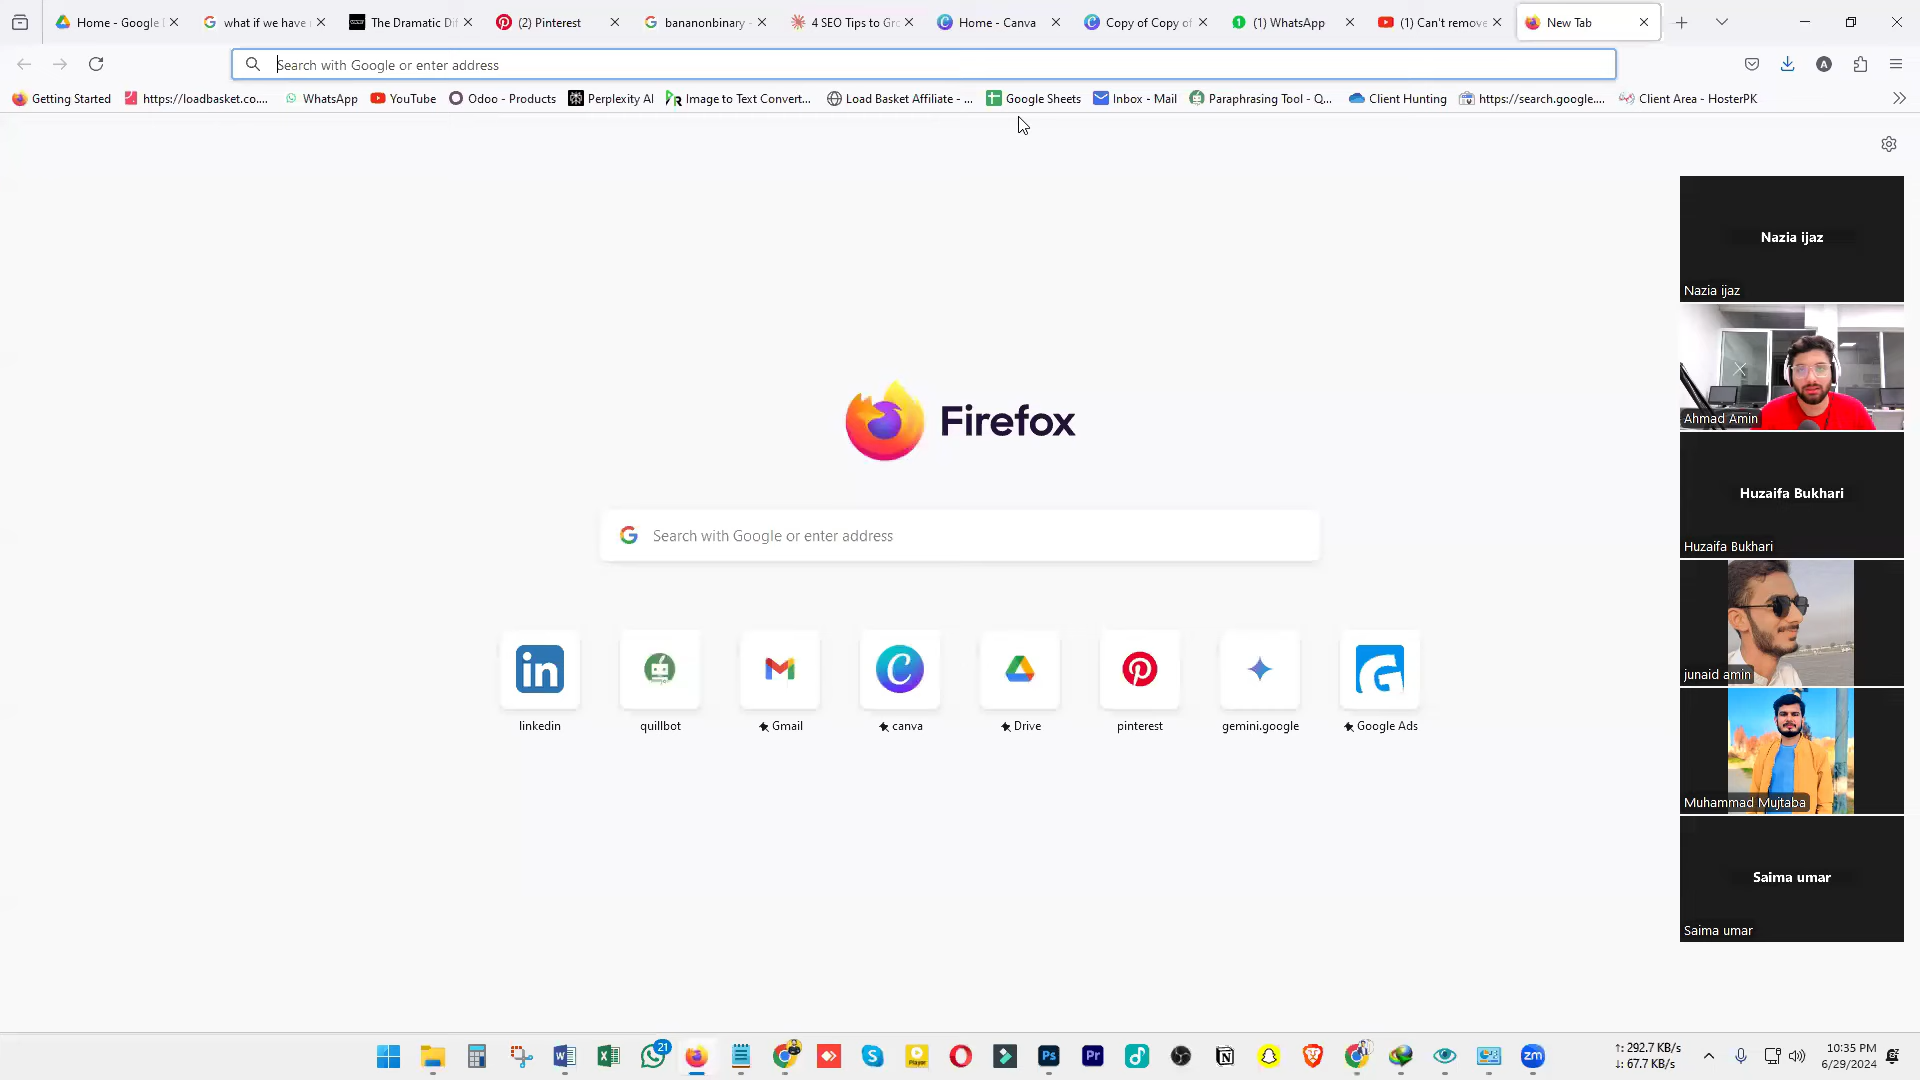 Home - Google
what if we have
The Dramatic Dif
(2) Pinterest
bananonbinary -
4 SEO Tips to Gro
Home - Canva
Copy of Copy of
(1) WhatsApp
(1) Can't remove
New Tab
Search with Google or enter address
Getting Started
https://loadbasket.co....
WhatsApp
YouTube
Odoo - Products
Perplexity AI
Image to Text Convert...
Load Basket Affiliate - ...
Google Sheets
Inbox - Mail
Paraphrasing Tool - Q...
Client Hunting
https://search.google....
Client Area - HosterPK
Firefox
Search with Google or enter address
linkedin
quillbot
Gmail
canva
Drive
pinterest
gemini.google
Google Ads
Nazia ijaz
Nazia ijaz
Ahmad Amin
Huzaifa Bukhari
Huzaifa Bukhari
junaid amin
Muhammad Mujtaba
Saima umar
Saima umar
21
↑: 292.7 KB/s
↓: 67.7 KB/s
10:35 PM
6/29/2024